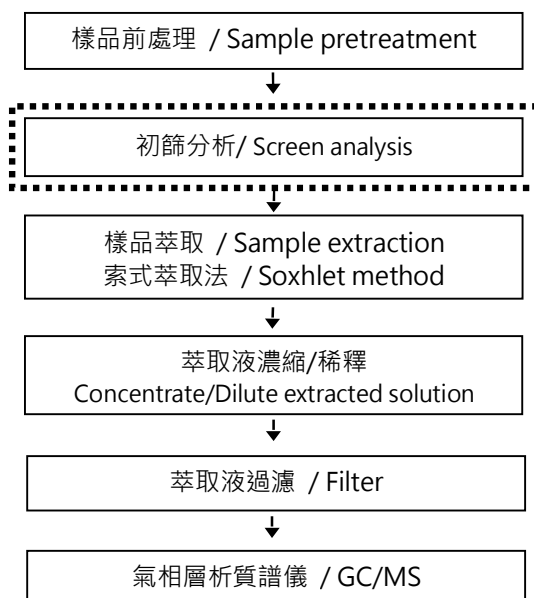 樣品前處理 / Sample pretreatment
初篩分析/ Screen analysis
樣品萃取 / Sample extraction
索式萃取法 / Soxhlet method
萃取液濃縮/稀釋
Concentrate/Dilute extracted solution
萃取液過濾 / Filter
氣相層析質譜儀 / GC/MS